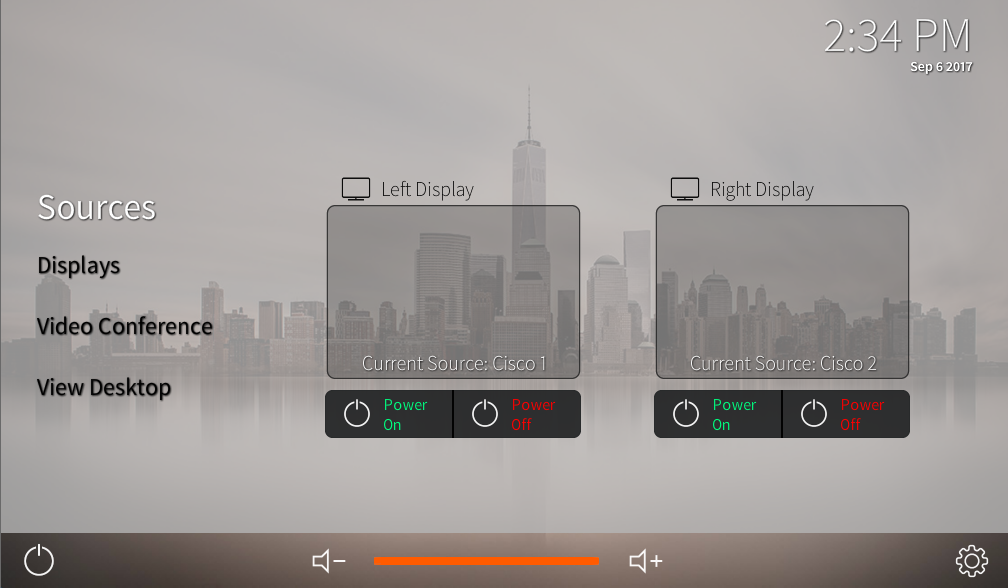 2:34 PM
Sep 6 2017
Sources
Displays
Video Conference
View Desktop
Left Display
Current Source: Cisco 1
Power
On
Power
Off
Right Display
Current Source: Cisco 2
Power
On
Power
Off